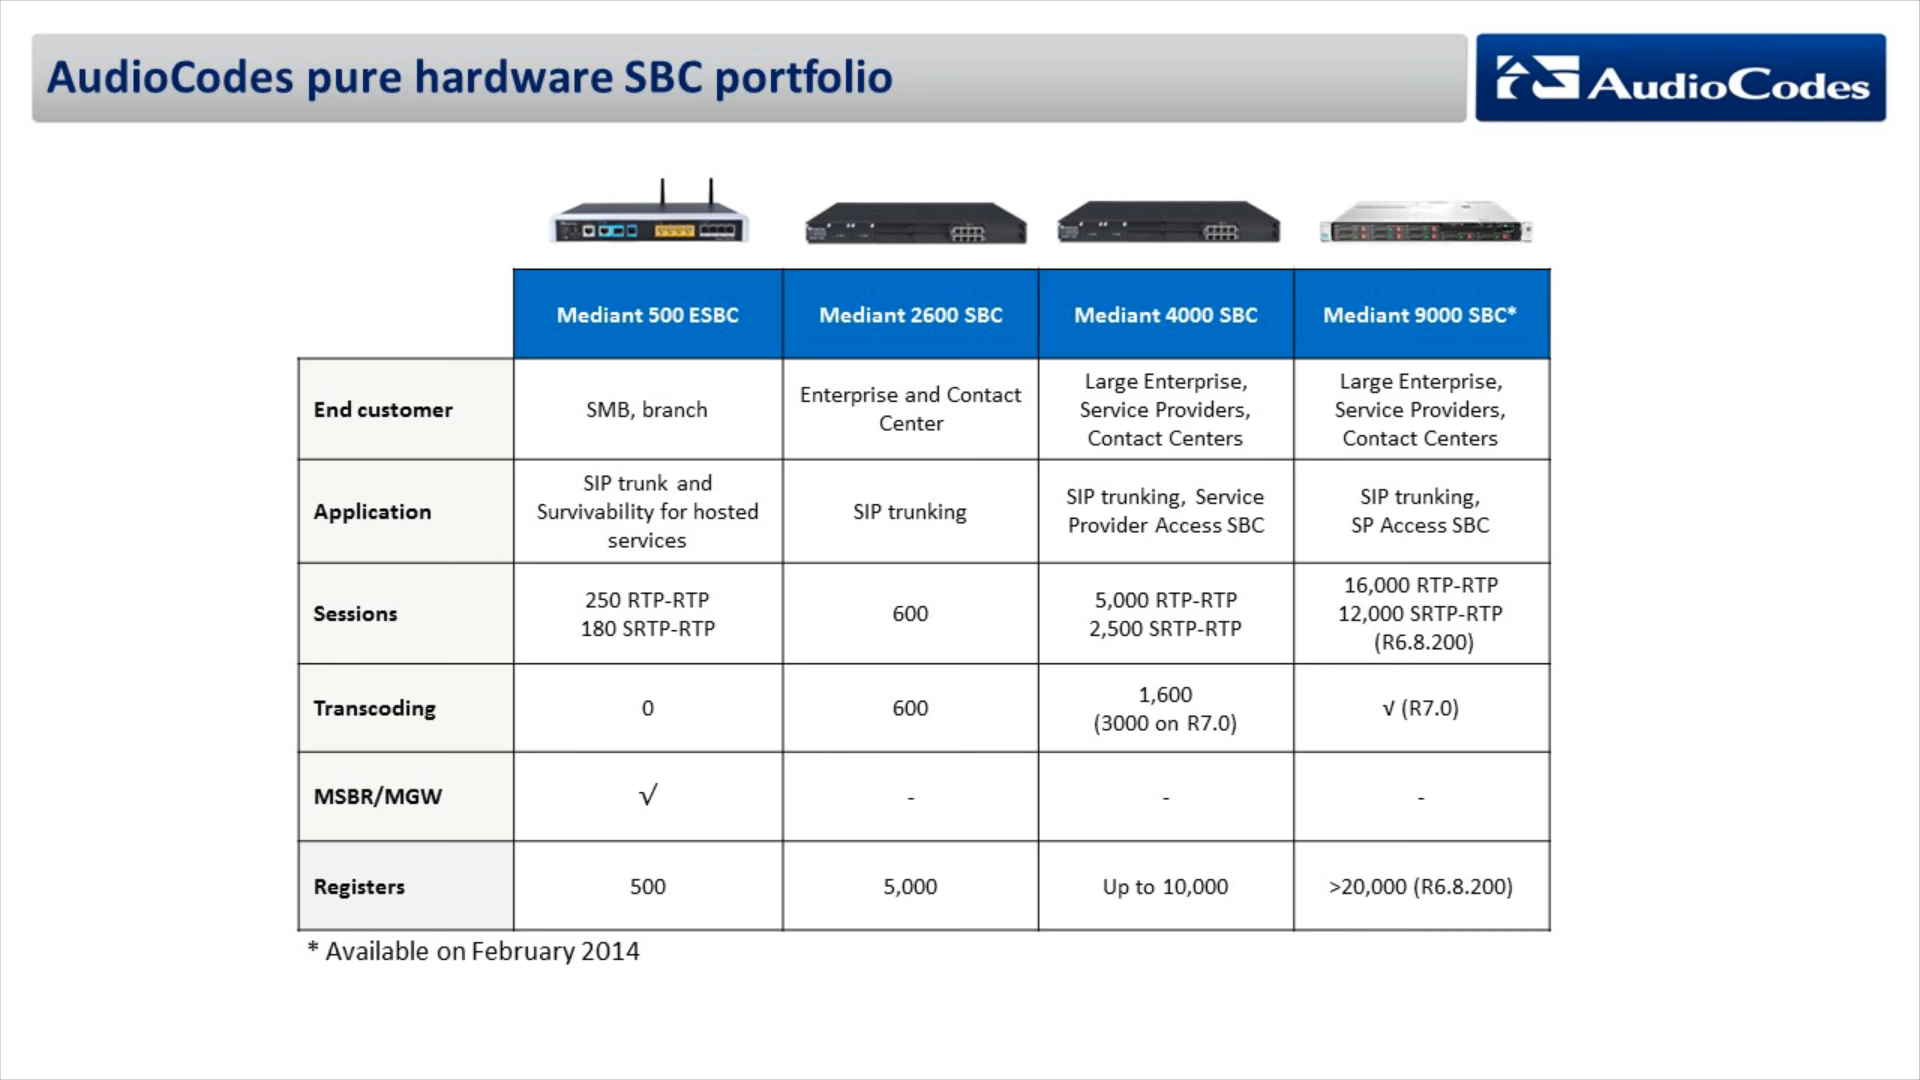 AudioCodes pure hardware SBC portfolio
AudioCodes
Mediant 500 ESBC
Mediant 2600 SBC
Mediant 4000 SBC
Mediant 9000 SBC*
End customer
SMB, branch
Enterprise and Contact
Center
Large Enterprise,
Service Providers,
Contact Centers
Large Enterprise,
Service Providers,
Contact Centers
Application
SIP trunk and
Survivability for hosted
services
SIP trunking
SIP trunking, Service
Provider Access SBC
SIP trunking,
SP Access SBC
Sessions
250 RTP-RTP
180 SRTP-RTP
600
5,000 RTP-RTP
2,500 SRTP-RTP
16,000 RTP-RTP
12,000 SRTP-RTP
(R6.8.200)
Transcoding
0
600
1,600
(3000 on R7.0)
√ (R7.0)
MSBR/MGW
√
-
-
-
Registers
500
5,000
Up to 10,000
>20,000 (R6.8.200)
* Available on February 2014